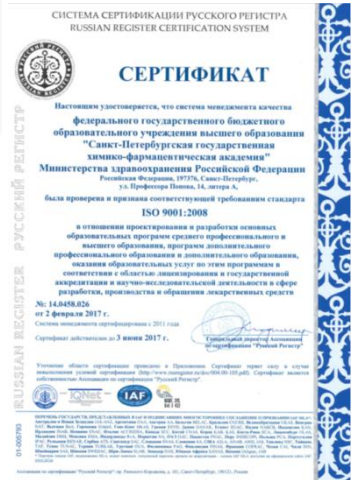 СИСТЕМА СЕРТИФИКАЦИИ РУССКОГО РЕГИСТРА
RUSSIAN REGISTER CERTIFICATION SYSTEM
СЕРТИФИКАТ
Настоящим удостоверяется, что система менеджмента качества
федерального государственного бюджетного
образовательного учреждения высшего образования
"Санкт-Петербургская государственная
химико-фармацевтическая академия"
Министерства здравоохранения Российской Федерации
Российская Федерация, 197376, Санкт-Петербург,
ул. Профессора Попова, 14, литера А,
была проверена и признана соответствующей требованиям стандарта
ISO 9001:2008
в отношении проектирования и разработки основных
образовательных программ среднего профессионального и
высшего образования, программ дополнительного
профессионального образования и дополнительного образования,
оказания образовательных услуг по этим программам в
соответствии с областью лицензирования и государственной
аккредитации и научно-исследовательской деятельности в сфере
разработки, производства и обращения лекарственных средств
№: 14.0458.026
от 2 февраля 2017 г.
Система менеджмента сертифицирована с 2011 года
Сертификат действителен до 3 июня 2017 г.
Генеральный директор Ассоциации
по сертификации "Русский Регистр"
RUSSIAN REGISTER РУССКИЙ РЕГИСТР
IQNet
IAF
01-005793